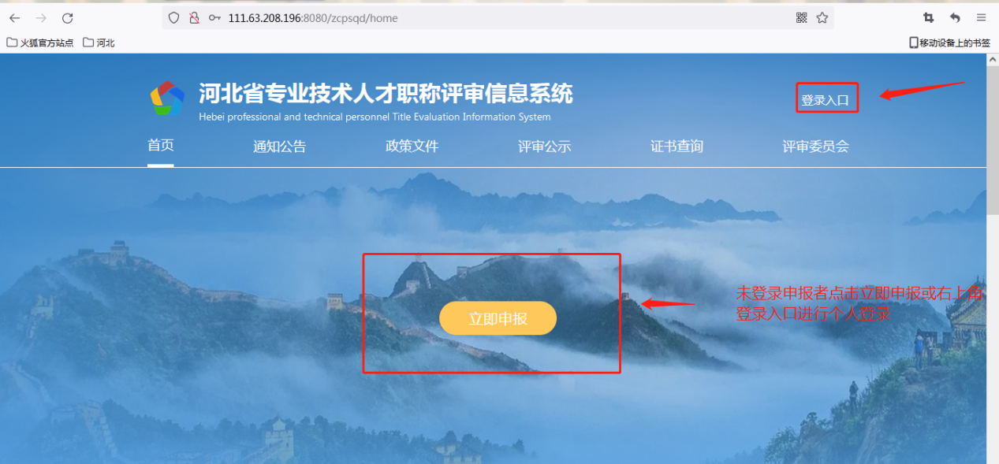 111.63.208.196:8080/zcpsqd/home
火狐官方站点 河北 移动设备上的书签
河北省专业技术人才职称评审信息系统
Hebei professional and technical personnel Title Evaluation Information System
登录入口
首页 通知公告 政策文件 评审公示 证书查询 评审委员会
立即申报
未登录申报者点击立即申报或右上角
登录入口进行个人登录